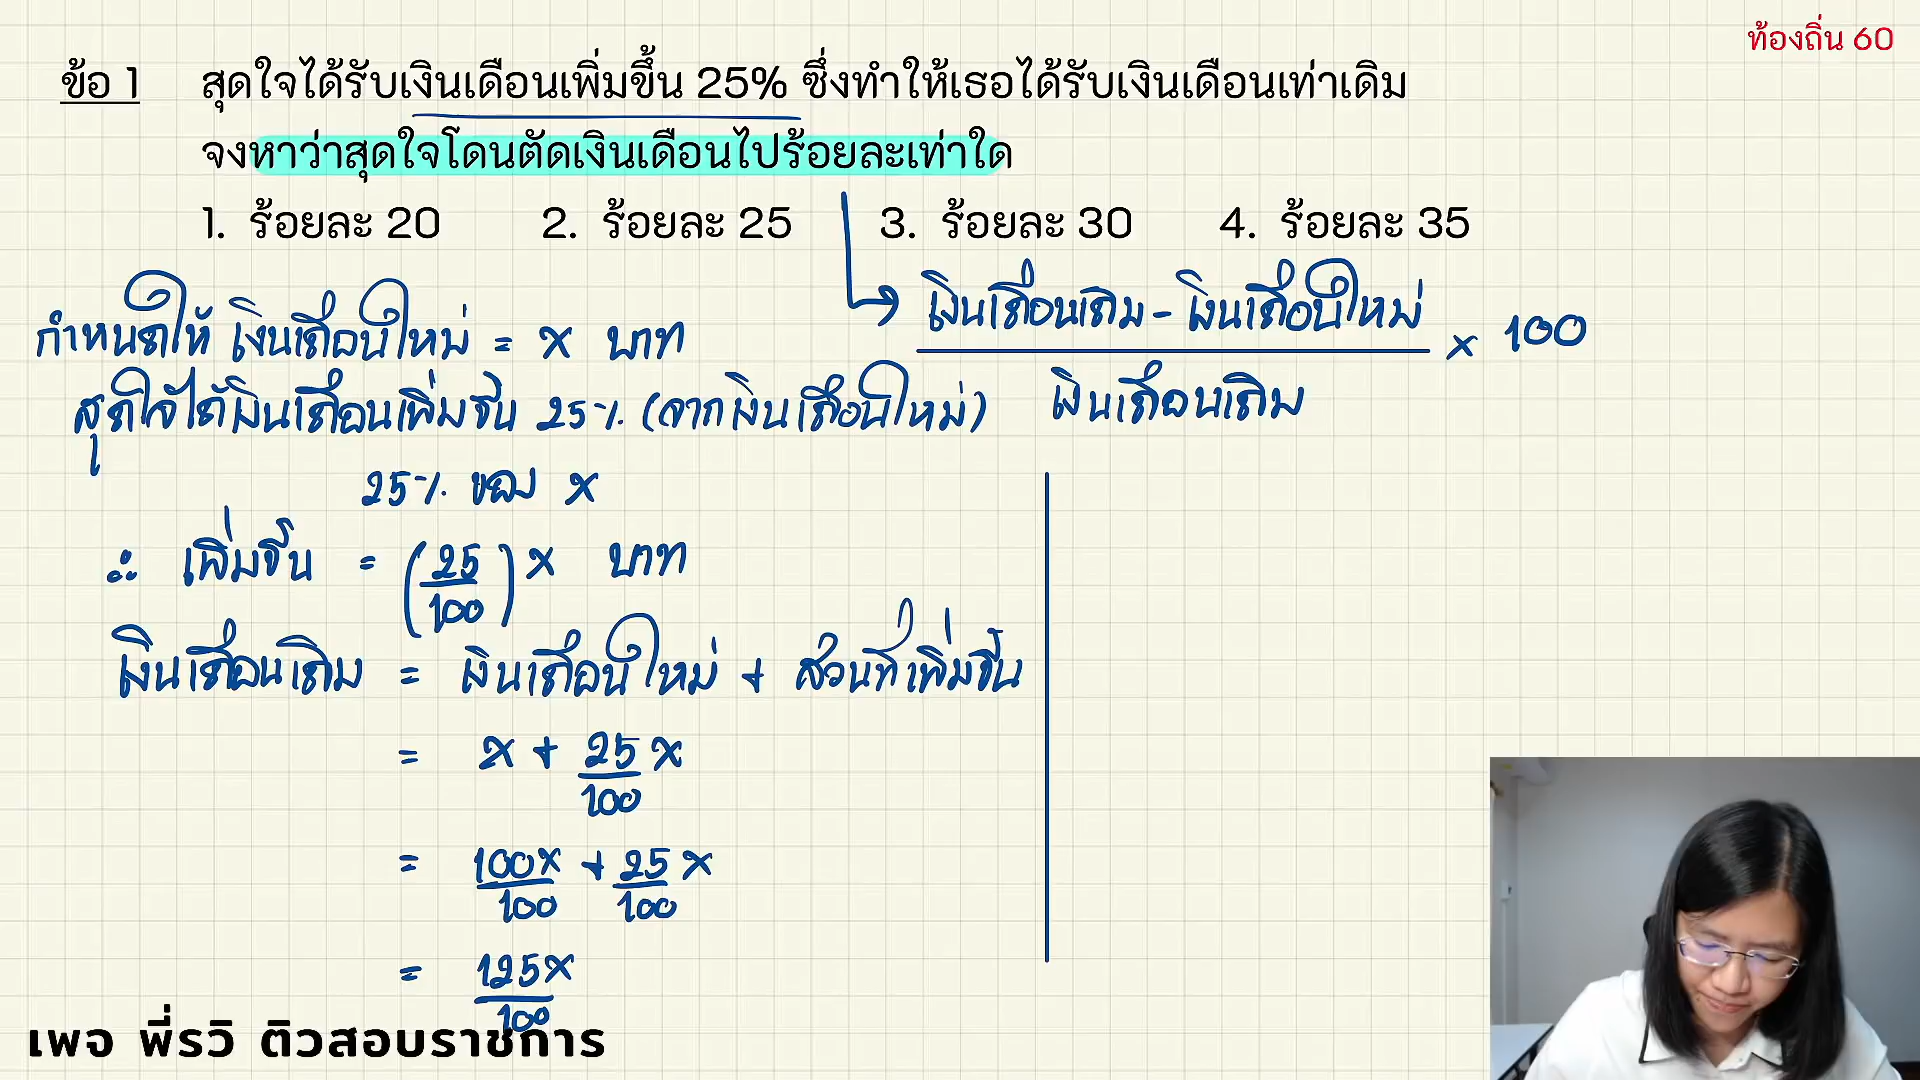 ท้องถิ่น 60
ข้อ 1 สุดใจได้รับเงินเดือนเพิ่มขึ้น 25% ซึ่งทำให้เธอได้รับเงินเดือนเท่าเดิม
จงหาว่าสุดใจโดนตัดเงินเดือนไปร้อยละเท่าใด
1. ร้อยละ 20 2. ร้อยละ 25 3. ร้อยละ 30 4. ร้อยละ 35
กำหนดให้ เงินเดือนใหม่ = x บาท
สุดใจได้เงินเดือนเพิ่มขึ้น 25% (จากเงินเดือนใหม่)
25% ของ x
∴ เพิ่มขึ้น = (25/100) x บาท
เงินเดือนเดิม = เงินเดือนใหม่ + ส่วนที่เพิ่มขึ้น
= x + 25/100 x
= 100x/100 + 25/100 x
= 125x/100
เงินเดือนเดิม - เงินเดือนใหม่ × 100
เงินเดือนเดิม
เพจ พี่รวิ ติวสอบราชการ